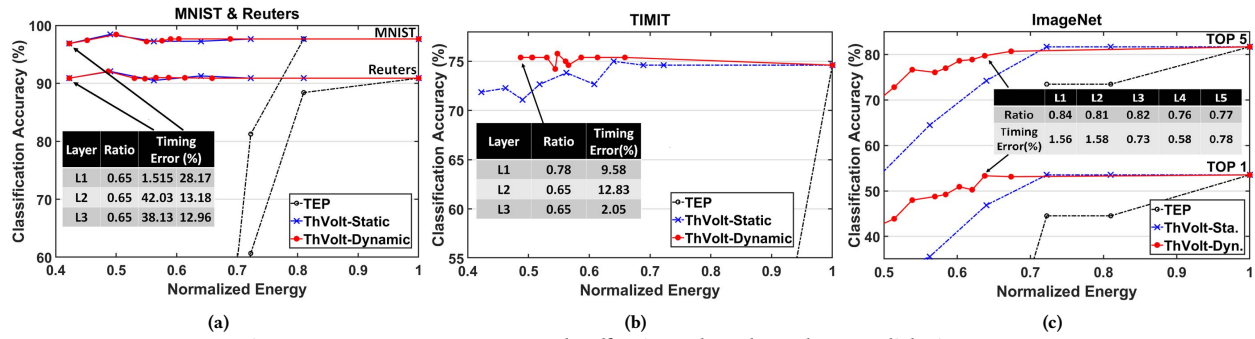 MNIST & Reuters
Classification Accuracy (%)
100
90
80
70
60
MNIST
Reuters
Layer Ratio Timing Error (%)
L1 0.65 1.515 28.17
L2 0.65 42.03 13.18
L3 0.65 38.13 12.96
TEP
ThVolt-Static
ThVolt-Dynamic
0.4 0.5 0.6 0.7 0.8 0.9 1
Normalized Energy
(a)
TIMIT
Classification Accuracy (%)
80
75
70
65
60
55
Layer Ratio Timing Error(%)
L1 0.78 9.58
L2 0.65 12.83
L3 0.65 2.05
TEP
ThVolt-Static
ThVolt-Dynamic
0.4 0.5 0.6 0.7 0.8 0.9 1
Normalized Energy
(b)
ImageNet
Classification Accuracy (%)
80
70
60
50
40
TOP 5
L1 L2 L3 L4 L5
Ratio 0.84 0.81 0.82 0.76 0.77
Timing Error(%) 1.56 1.58 0.73 0.58 0.78
TOP 1
TEP
ThVolt-Sta.
ThVolt-Dyn.
0.5 0.6 0.7 0.8 0.9 1
Normalized Energy
(c)